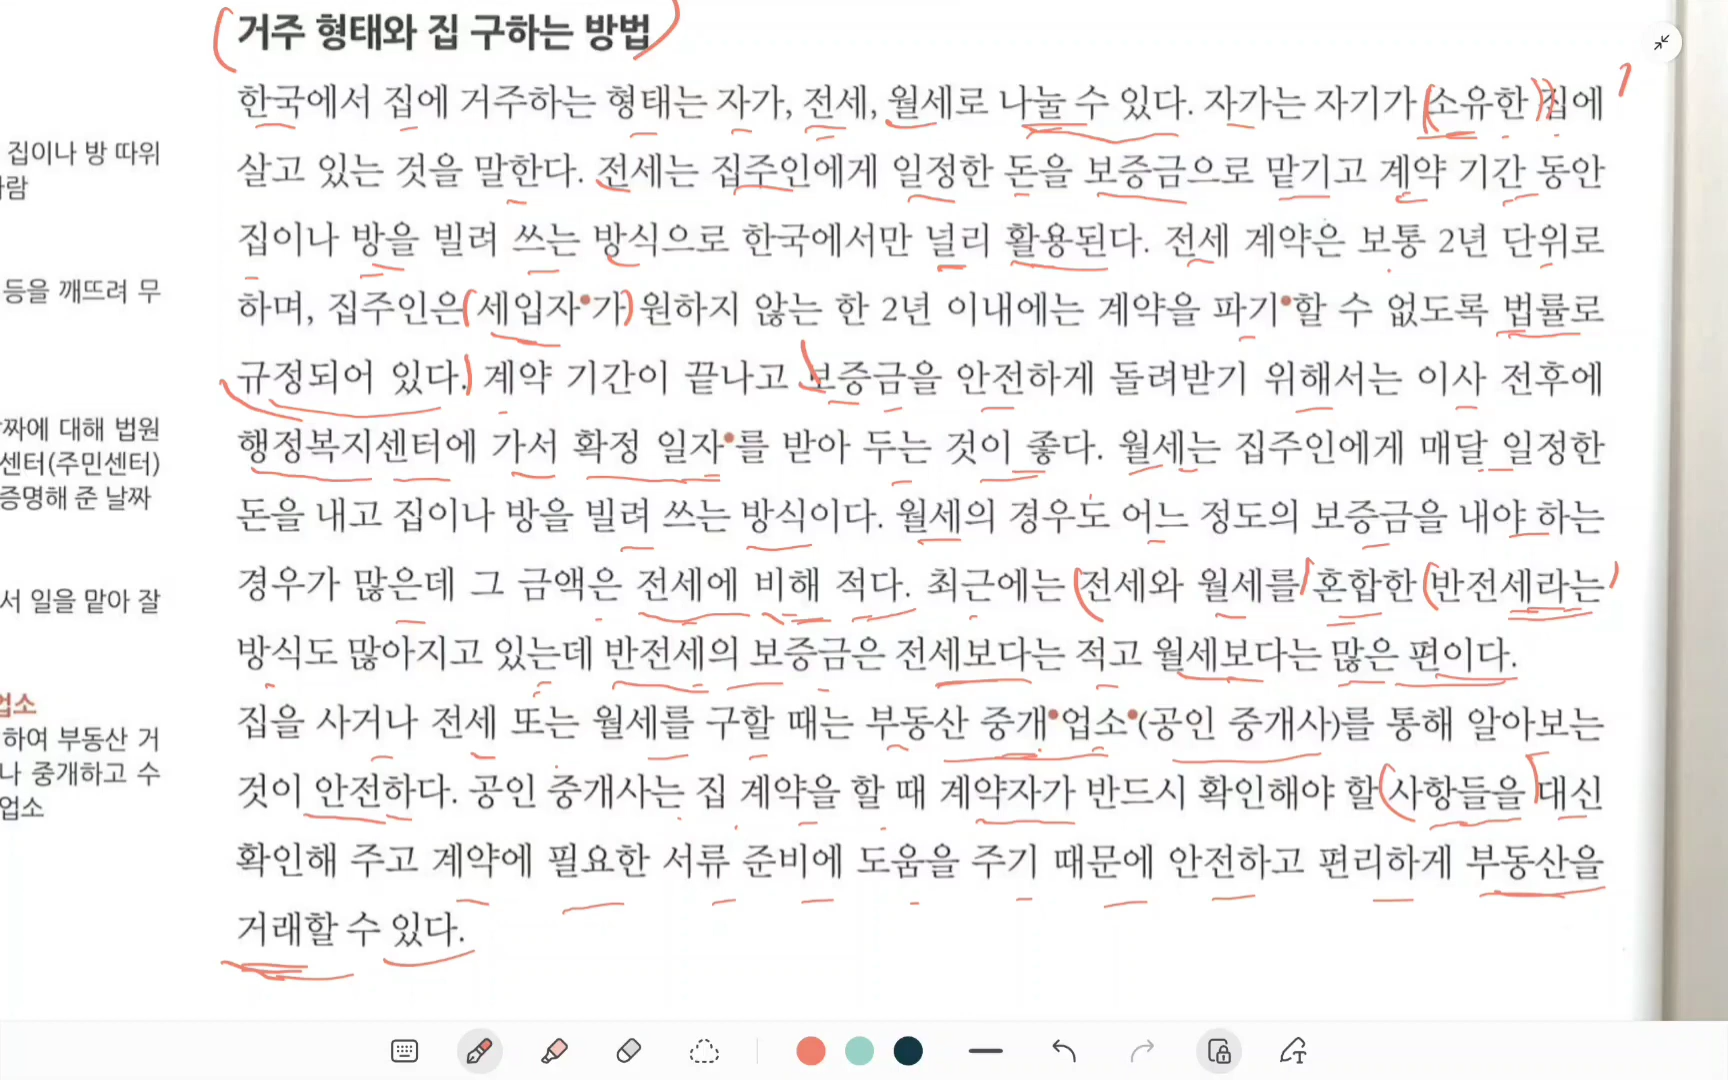 거주 형태와 집 구하는 방법
한국에서 집에 거주하는 형태는 자가, 전세, 월세로 나눌 수 있다. 자가는 자기가 소유한 집에
살고 있는 것을 말한다. 전세는 집주인에게 일정한 돈을 보증금으로 맡기고 계약 기간 동안
집이나 방을 빌려 쓰는 방식으로 한국에서만 널리 활용된다. 전세 계약은 보통 2년 단위로
하며, 집주인은 세입자•가 원하지 않는 한 2년 이내에는 계약을 파기•할 수 없도록 법률로
규정되어 있다. 계약 기간이 끝나고 보증금을 안전하게 돌려받기 위해서는 이사 전후에
행정복지센터에 가서 확정 일자•를 받아 두는 것이 좋다. 월세는 집주인에게 매달 일정한
돈을 내고 집이나 방을 빌려 쓰는 방식이다. 월세의 경우도 어느 정도의 보증금을 내야 하는
경우가 많은데 그 금액은 전세에 비해 적다. 최근에는 전세와 월세를 혼합한 반전세라는
방식도 많아지고 있는데 반전세의 보증금은 전세보다는 적고 월세보다는 많은 편이다.
집을 사거나 전세 또는 월세를 구할 때는 부동산 중개•업소•(공인 중개사)를 통해 알아보는
것이 안전하다. 공인 중개사는 집 계약을 할 때 계약자가 반드시 확인해야 할 사항들을 대신
확인해 주고 계약에 필요한 서류 준비에 도움을 주기 때문에 안전하고 편리하게 부동산을
거래할 수 있다.
집이나 방 따위
람
등을 깨뜨려 무
짜에 대해 법원
센터(주민센터)
증명해 준 날짜
서 일을 맡아 잘
업소
하여 부동산 거
나 중개하고 수
업소